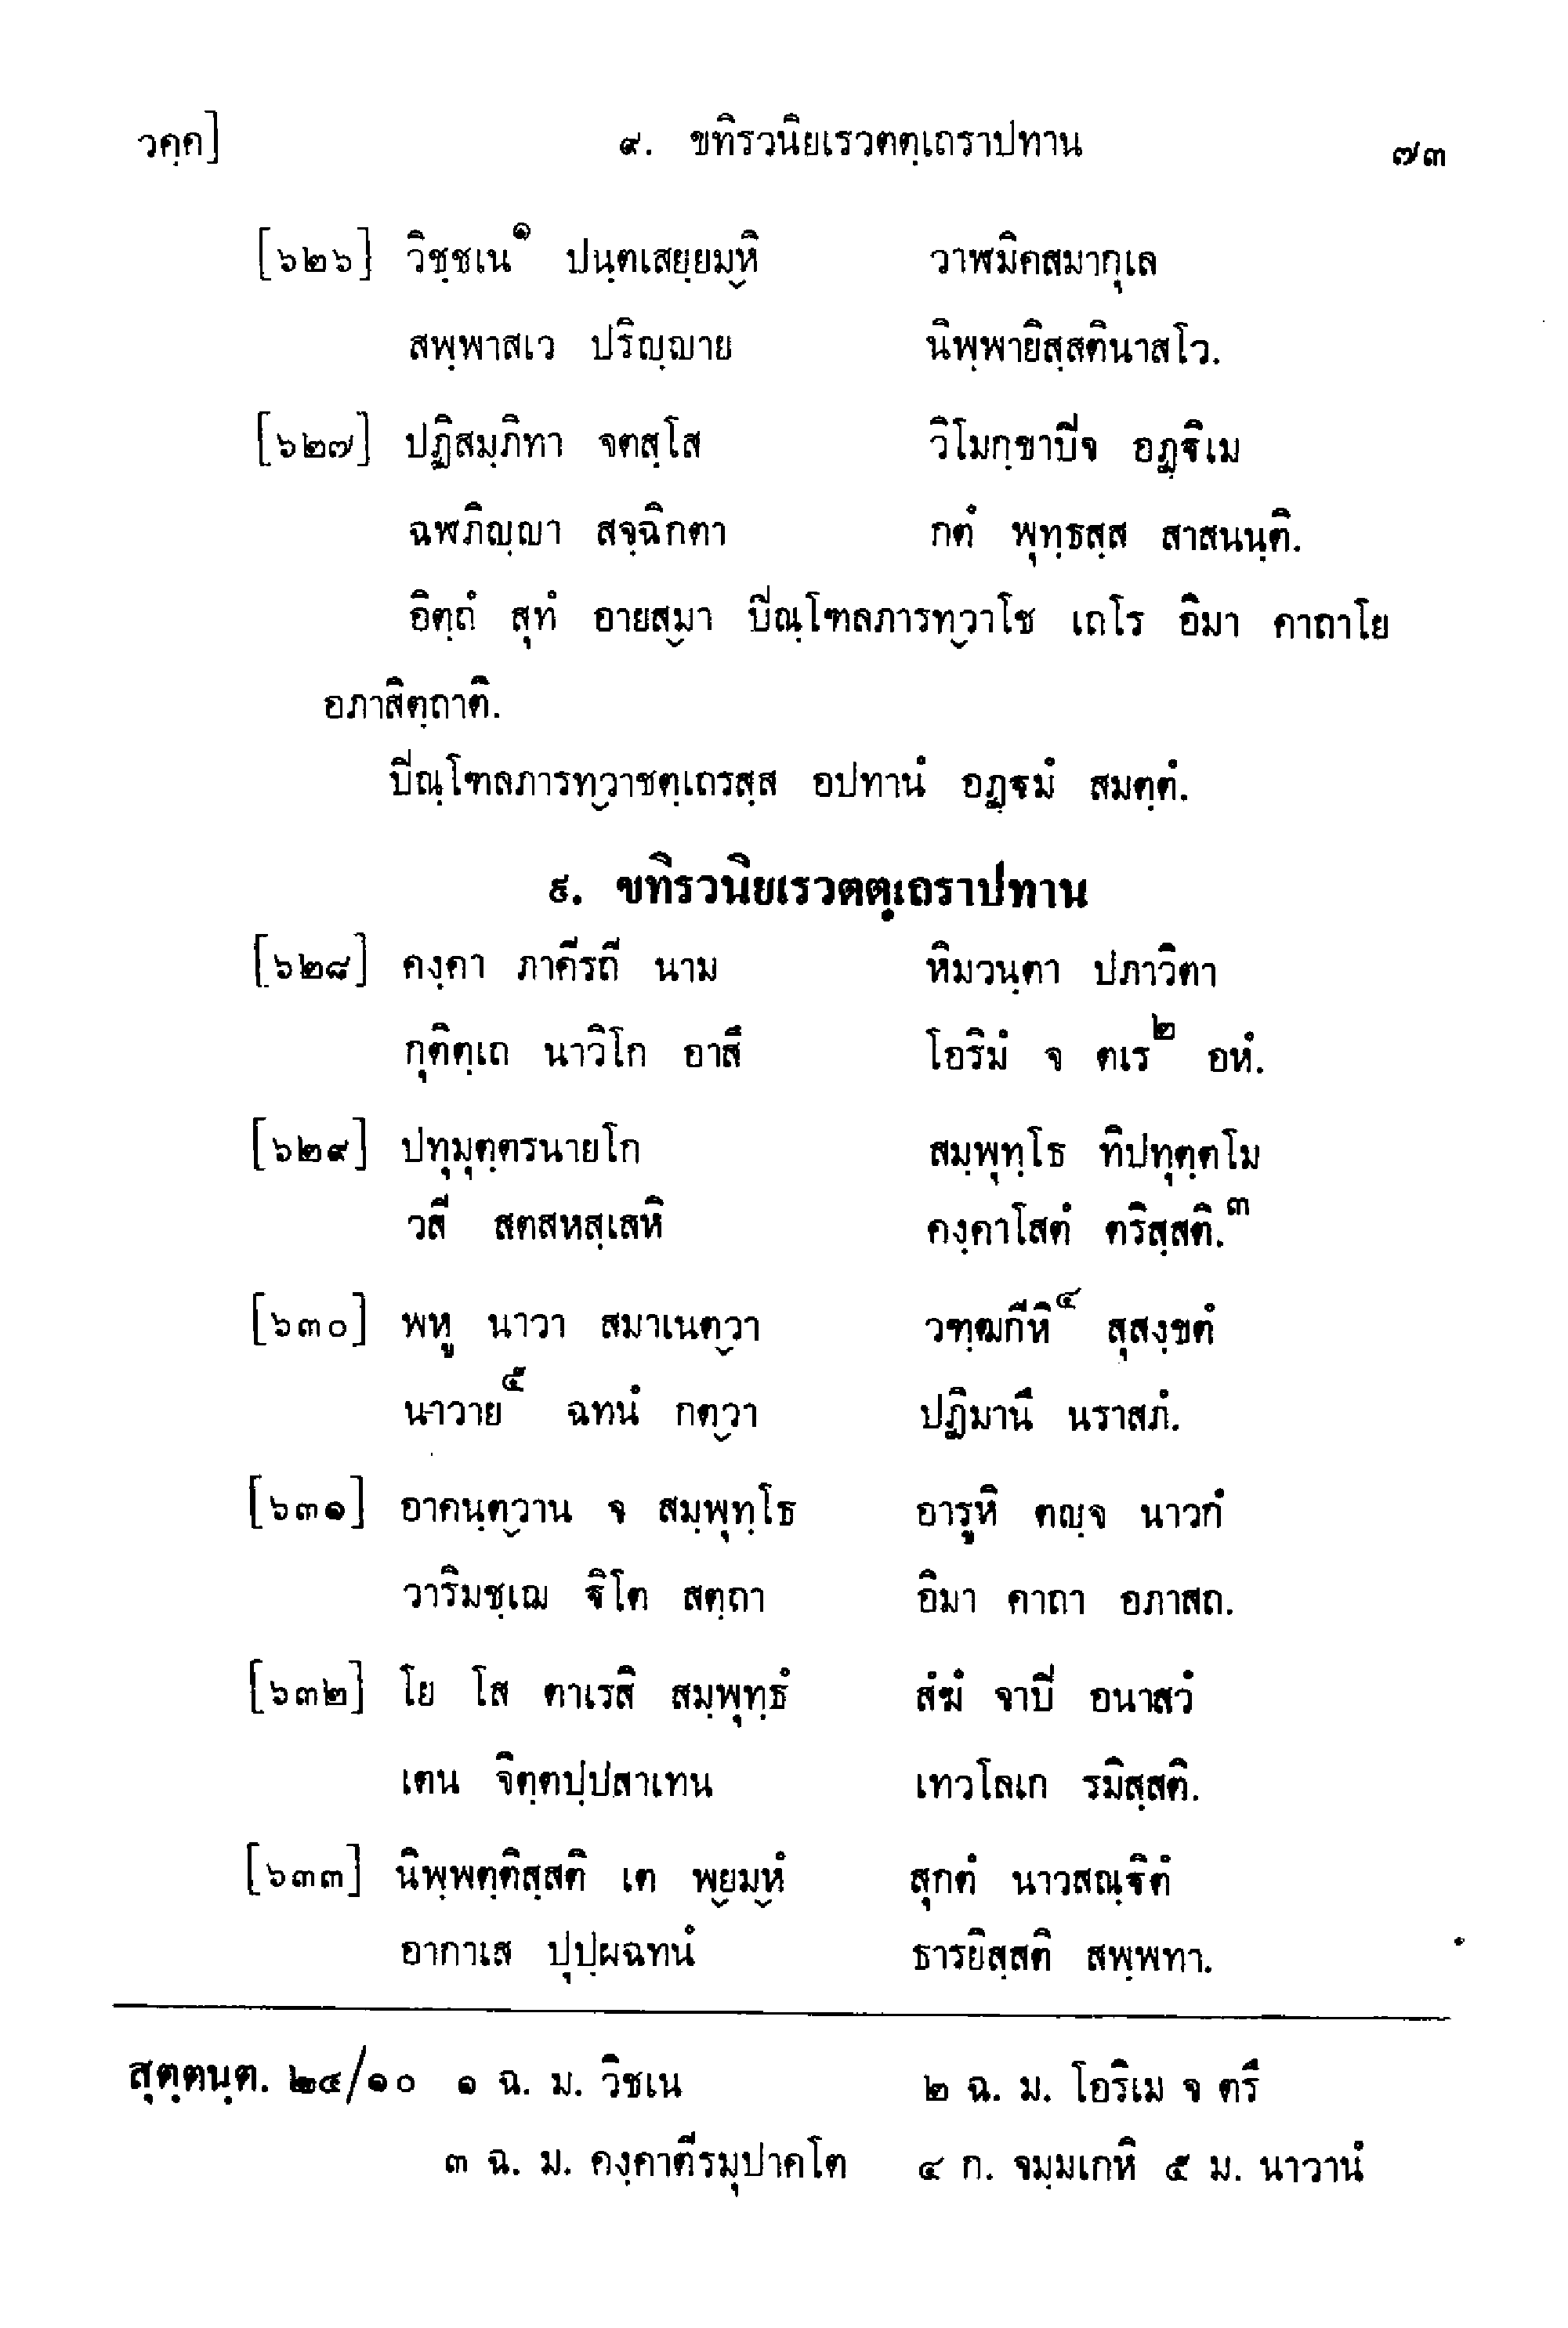 วคฺค] ๙. ขทิรวนิยเรวตตฺเถราปทาน ๗๓
[๖๒๖] วิชฺชเน๑ ปนฺตเสยฺยมฺหิ วาฬมิคสมากุเล
สพฺพาสเว ปริญฺญาย นิพฺพายิสฺสตินาสโว.
[๖๒๗] ปฏิสมฺภิทา จตสฺโส วิโมกฺขาปิจ อฏฺฐิเม
ฉฬภิญฺญา สจฺฉิกตา กตํ พุทฺธสฺส สาสนนฺติ.
อิตฺถํ สุทํ อายสฺมา ปิณฺโฑลภารทฺวาโช เถโร อิมา คาถาโย
อภาสิตฺถาติ.
ปิณฺโฑลภารทฺวาชตฺเถรสฺส อปทานํ อฏฺฐมํ สมตฺตํ.
๙. ขทิรวนิยเรวตตฺเถราปทาน
[๖๒๘] คงฺคา ภาคีรถี นาม หิมวนฺตา ปภาวิตา
กุติตฺเถ นาวิโก อาสึ โอริมํ จ ตเร๒ อหํ.
[๖๒๙] ปทุมุตฺตรนายโก สมฺพุทฺโธ ทิปทุตฺตโม
วสี สตสหสฺเสหิ คงฺคาโสตํ ตริสฺสติ.๓
[๖๓๐] พหู นาวา สมาเนตฺวา วฑฺฒกีหิ๔ สุสงฺขตํ
นาวาย๕ ฉทนํ กตฺวา ปฏิมานึ นราสภํ.
[๖๓๑] อาคนฺตฺวาน จ สมฺพุทฺโธ อารูหิ ตญฺจ นาวกํ
วาริมชฺเฌ ฐิโต สตฺถา อิมา คาถา อภาสถ.
[๖๓๒] โย โส ตาเรสิ สมฺพุทฺธํ สํฆํ จาปิ อนาสวํ
เตน จิตฺตปฺปสาเทน เทวโลเก รมิสฺสติ.
[๖๓๓] นิพฺพตฺติสฺสติ เต พฺยมฺหํ สุกตํ นาวสณฺฐิตํ
อากาเส ปุปฺผฉทนํ ธารยิสฺสติ สพฺพทา.
สุตฺตนฺต. ๒๔/๑๐ ๑ ฉ. ม. วิชเน ๒ ฉ. ม. โอริเม จ ตรึ
๓ ฉ. ม. คงฺคาตีรมุปาคโต ๔ ก. จมฺมเกหิ ๕ ม. นาวานํ